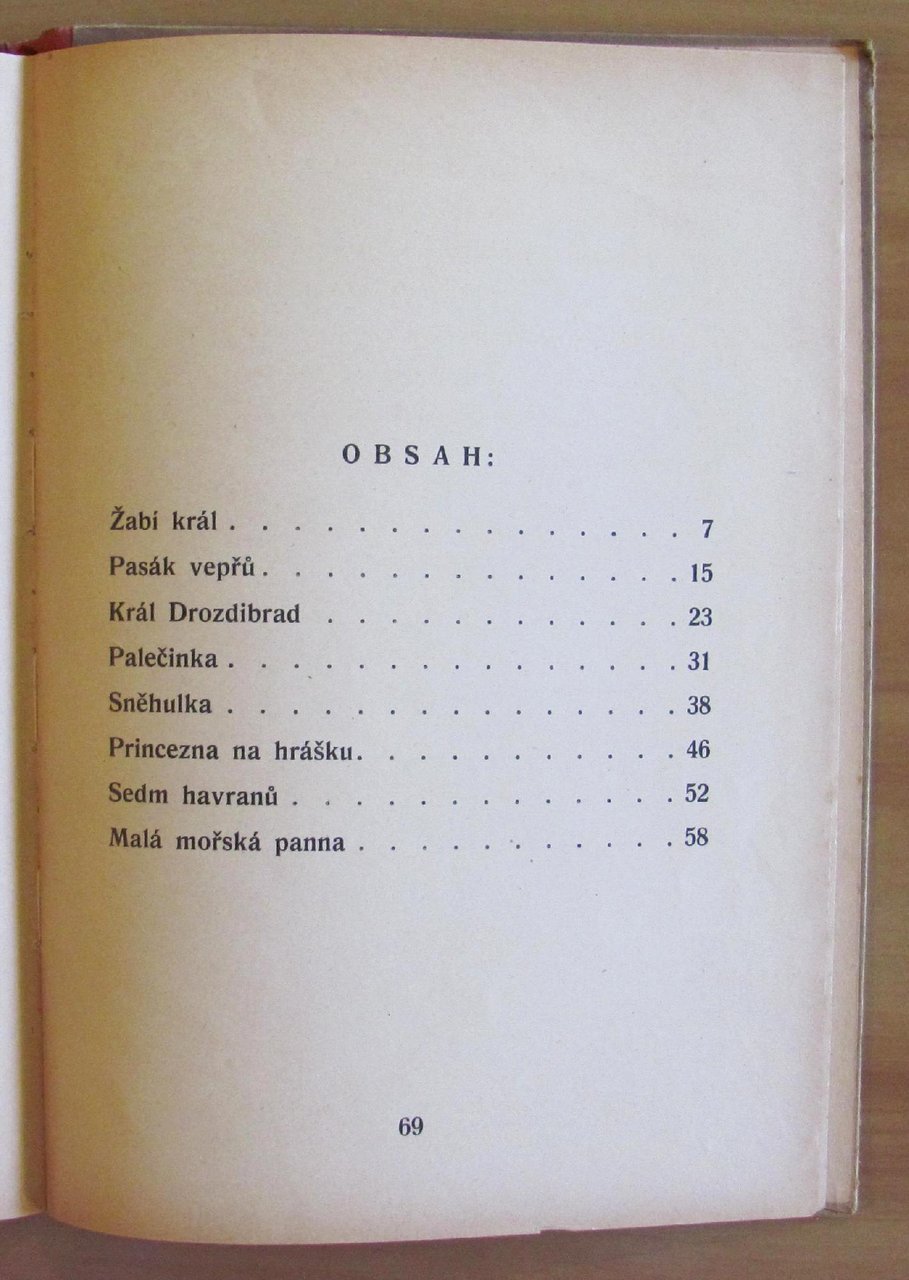 OBSAH:
Žabí král . . . . . . . . . . . . . . . 7
Pasák vepřů . . . . . . . . . . . . . . 15
Král Drozdibrad . . . . . . . . . . . 23
Palečinka . . . . . . . . . . . . . . . 31
Sněhulka . . . . . . . . . . . . . . . 38
Princezna na hrášku . . . . . . . . . . . 46
Sedm havranů . . . . . . . . . . . . . 52
Malá mořská panna . . . . . . . . . . . 58
69